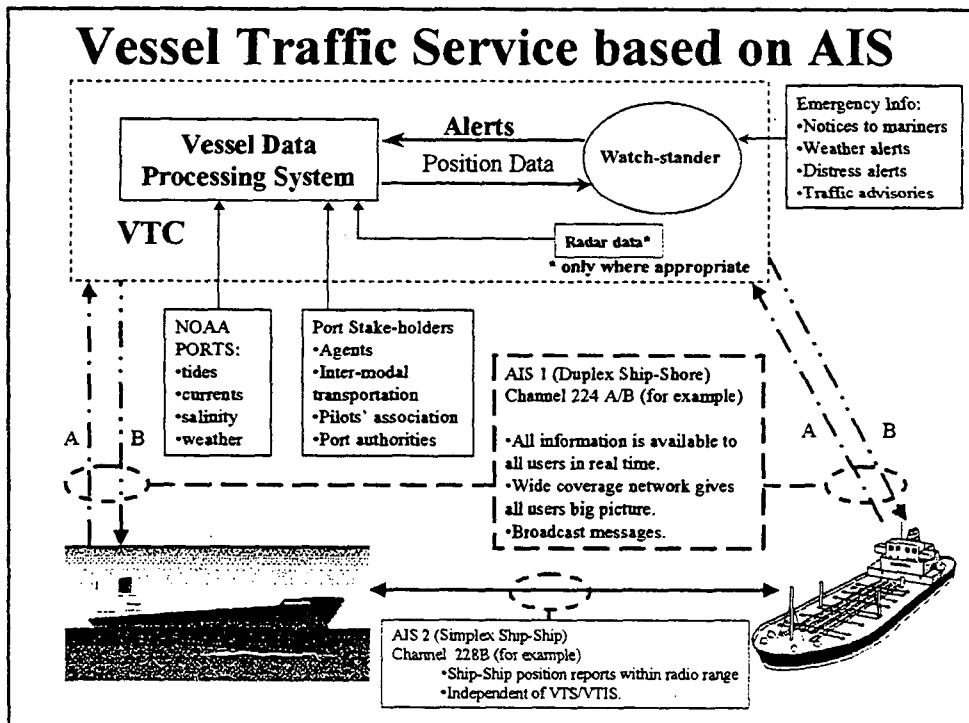 Vessel Traffic Service based on AIS
Vessel Data
Processing System
Alerts
Position Data
Watch-stander
Emergency Info:
•Notices to mariners
•Weather alerts
•Distress alerts
•Traffic advisories
VTC
Radar data*
* only where appropriate
NOAA
PORTS:
•tides
•currents
•salinity
•weather
Port Stake-holders
•Agents
•Inter-modal
transportation
•Pilots' association
•Port authorities
AIS 1 (Duplex Ship-Shore)
Channel 224 A/B (for example)
•All information is available to
all users in real time.
•Wide coverage network gives
all users big picture.
•Broadcast messages.
A
B
A
B
AIS 2 (Simplex Ship-Ship)
Channel 228B (for example)
•Ship-Ship position reports within radio range
•Independent of VTS/VTIS.